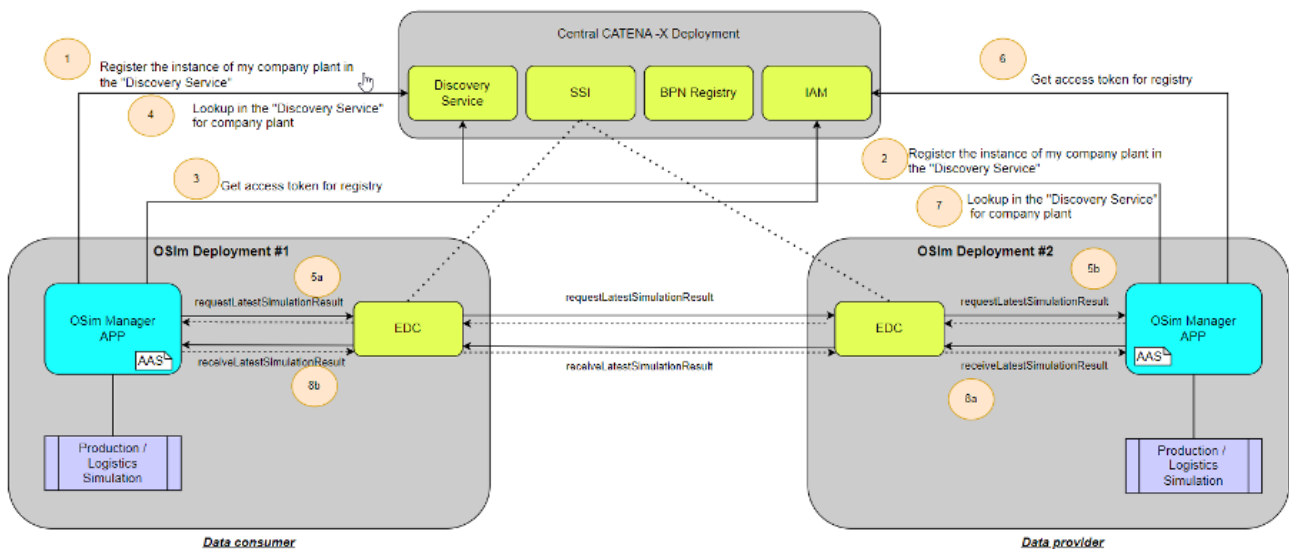 Central CATENA -X Deployment
Discovery
Service
SSI
BPN Registry
IAM
1
Register the instance of my company plant in
the "Discovery Service"
4
Lookup in the "Discovery Service"
for company plant
3
Get access token for registry
6
Get access token for registry
2
Register the instance of my company plant in
the "Discovery Service"
7
Lookup in the "Discovery Service"
for company plant
OSIm Deployment #1
5a
requestLatestSimulationResult
OSim Manager
APP
AAS
EDC
receiveLatestSimulationResult
8b
Production /
Logistics
Simulation
Data consumer
requestLatestSimulationResult
receiveLatestSimulationResult
OSIm Deployment #2
5b
requestLatestSimulationResult
EDC
OSim Manager
APP
AAS
receiveLatestSimulationResult
8a
Production /
Logistics
Simulation
Data provider